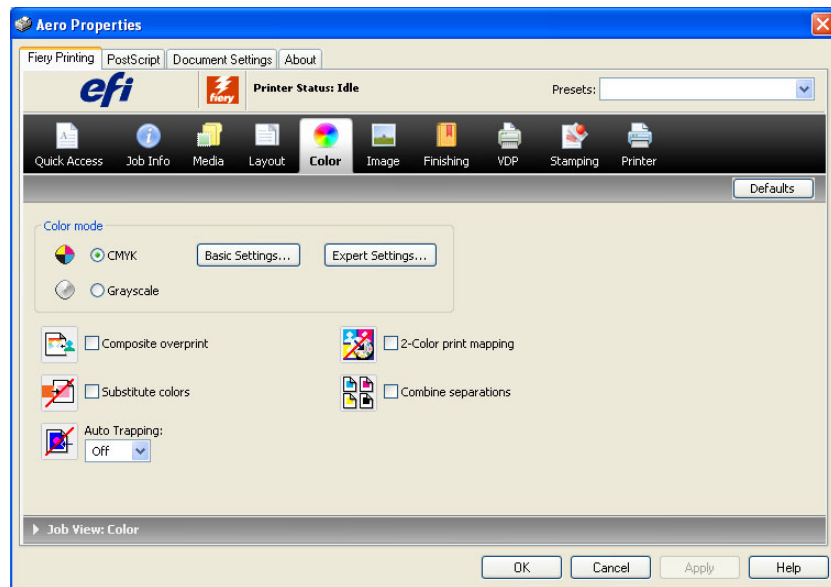 Aero Properties
Fiery Printing PostScript Document Settings About
efi fiery Printer Status: Idle Presets:
Quick Access Job Info Media Layout Color Image Finishing VDP Stamping Printer
Defaults
Color mode
CMYK Basic Settings... Expert Settings...
Grayscale
Composite overprint 2-Color print mapping
Substitute colors Combine separations
Auto Trapping:
Off
Job View: Color
OK Cancel Apply Help